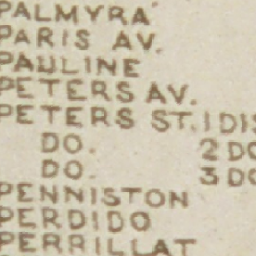 PALMYRA
PARIS AV.
PAULINE
PETERS AV.
PETERS ST. 1 DIS
DO. 2 DO
DO. 3 DO
PENNISTON
PERDIDO
PERRILLAT